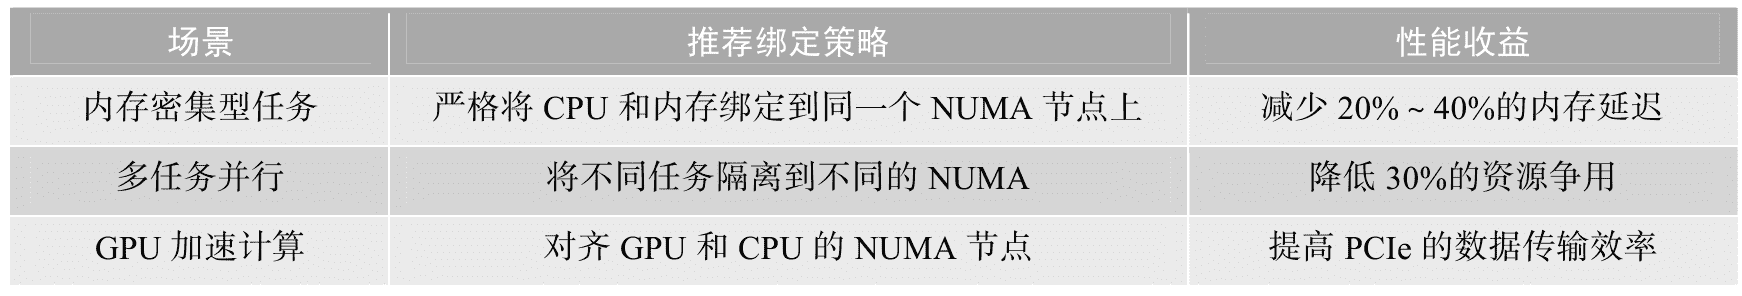 场景 推荐绑定策略 性能收益
内存密集型任务 严格将 CPU 和内存绑定到同一个 NUMA 节点上 减少 20%~40%的内存延迟
多任务并行 将不同任务隔离到不同的 NUMA 降低 30%的资源争用
GPU 加速计算 对齐 GPU 和 CPU 的 NUMA 节点 提高 PCIe 的数据传输效率